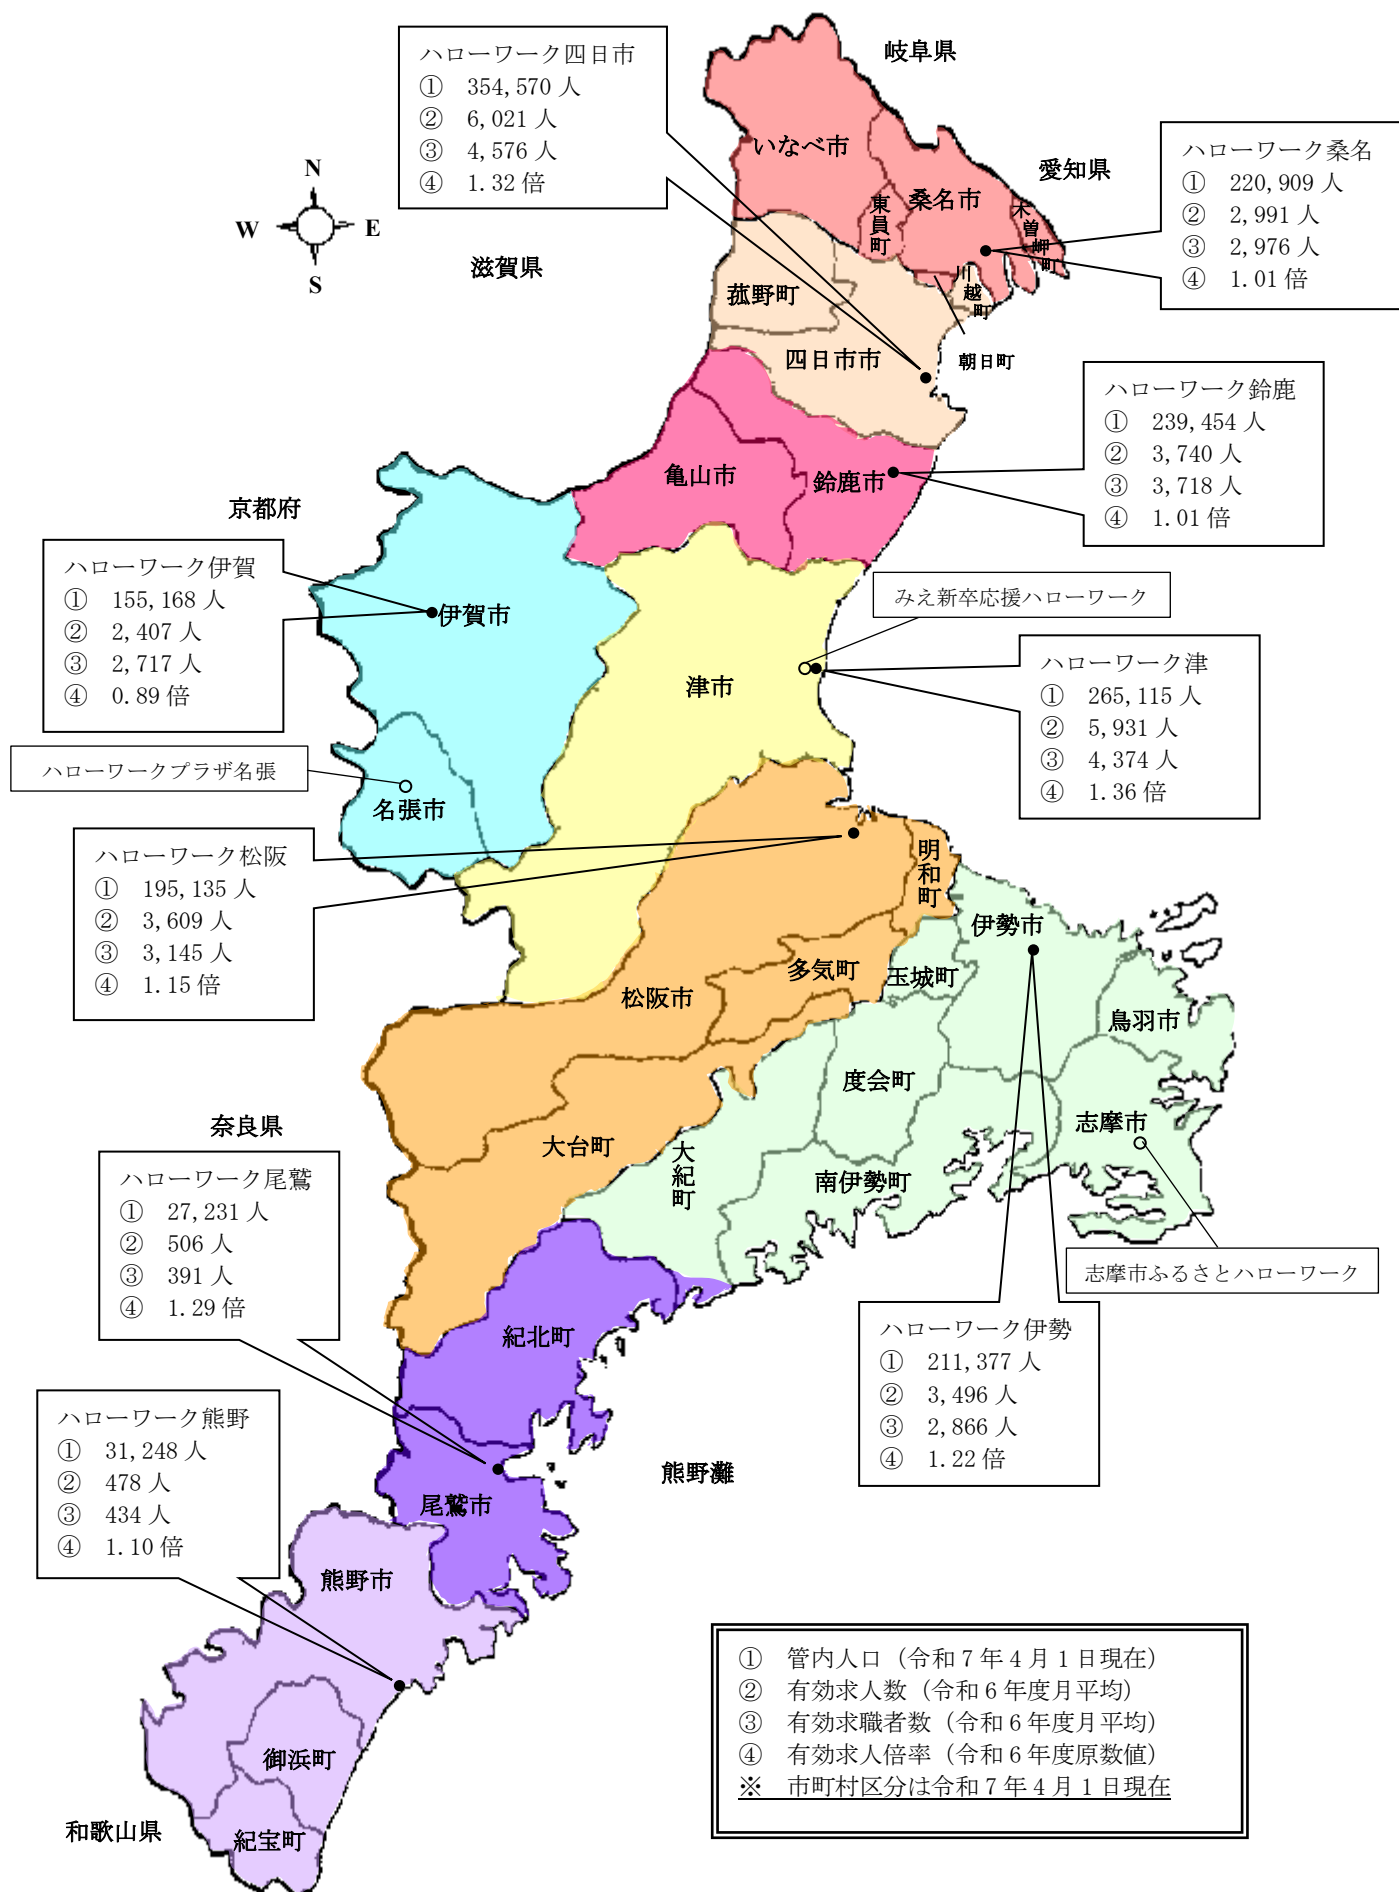 岐阜県
ハローワーク四日市
① 354,570 人
② 6,021 人
③ 4,576 人
④ 1.32 倍
いなべ市
愛知県
ハローワーク桑名
① 220,909 人
② 2,991 人
③ 2,976 人
④ 1.01 倍
N
W
E
S
滋賀県
東員町
桑名市
木曽岬町
菰野町
川越町
四日市市
朝日町
ハローワーク鈴鹿
① 239,454 人
② 3,740 人
③ 3,718 人
④ 1.01 倍
亀山市
鈴鹿市
京都府
ハローワーク伊賀
① 155,168 人
② 2,407 人
③ 2,717 人
④ 0.89 倍
伊賀市
みえ新卒応援ハローワーク
津市
ハローワーク津
① 265,115 人
② 5,931 人
③ 4,374 人
④ 1.36 倍
ハローワークプラザ名張
名張市
ハローワーク松阪
① 195,135 人
② 3,609 人
③ 3,145 人
④ 1.15 倍
明和町
伊勢市
多気町
玉城町
松阪市
鳥羽市
度会町
志摩市
奈良県
大台町
大紀町
南伊勢町
ハローワーク尾鷲
① 27,231 人
② 506 人
③ 391 人
④ 1.29 倍
志摩市ふるさとハローワーク
紀北町
ハローワーク伊勢
① 211,377 人
② 3,496 人
③ 2,866 人
④ 1.22 倍
ハローワーク熊野
① 31,248 人
② 478 人
③ 434 人
④ 1.10 倍
熊野灘
尾鷲市
熊野市
御浜町
和歌山県
紀宝町
① 管内人口（令和７年４月１日現在）
② 有効求人数（令和６年度月平均）
③ 有効求職者数（令和６年度月平均）
④ 有効求人倍率（令和６年度原数値）
※ 市町村区分は令和７年４月１日現在